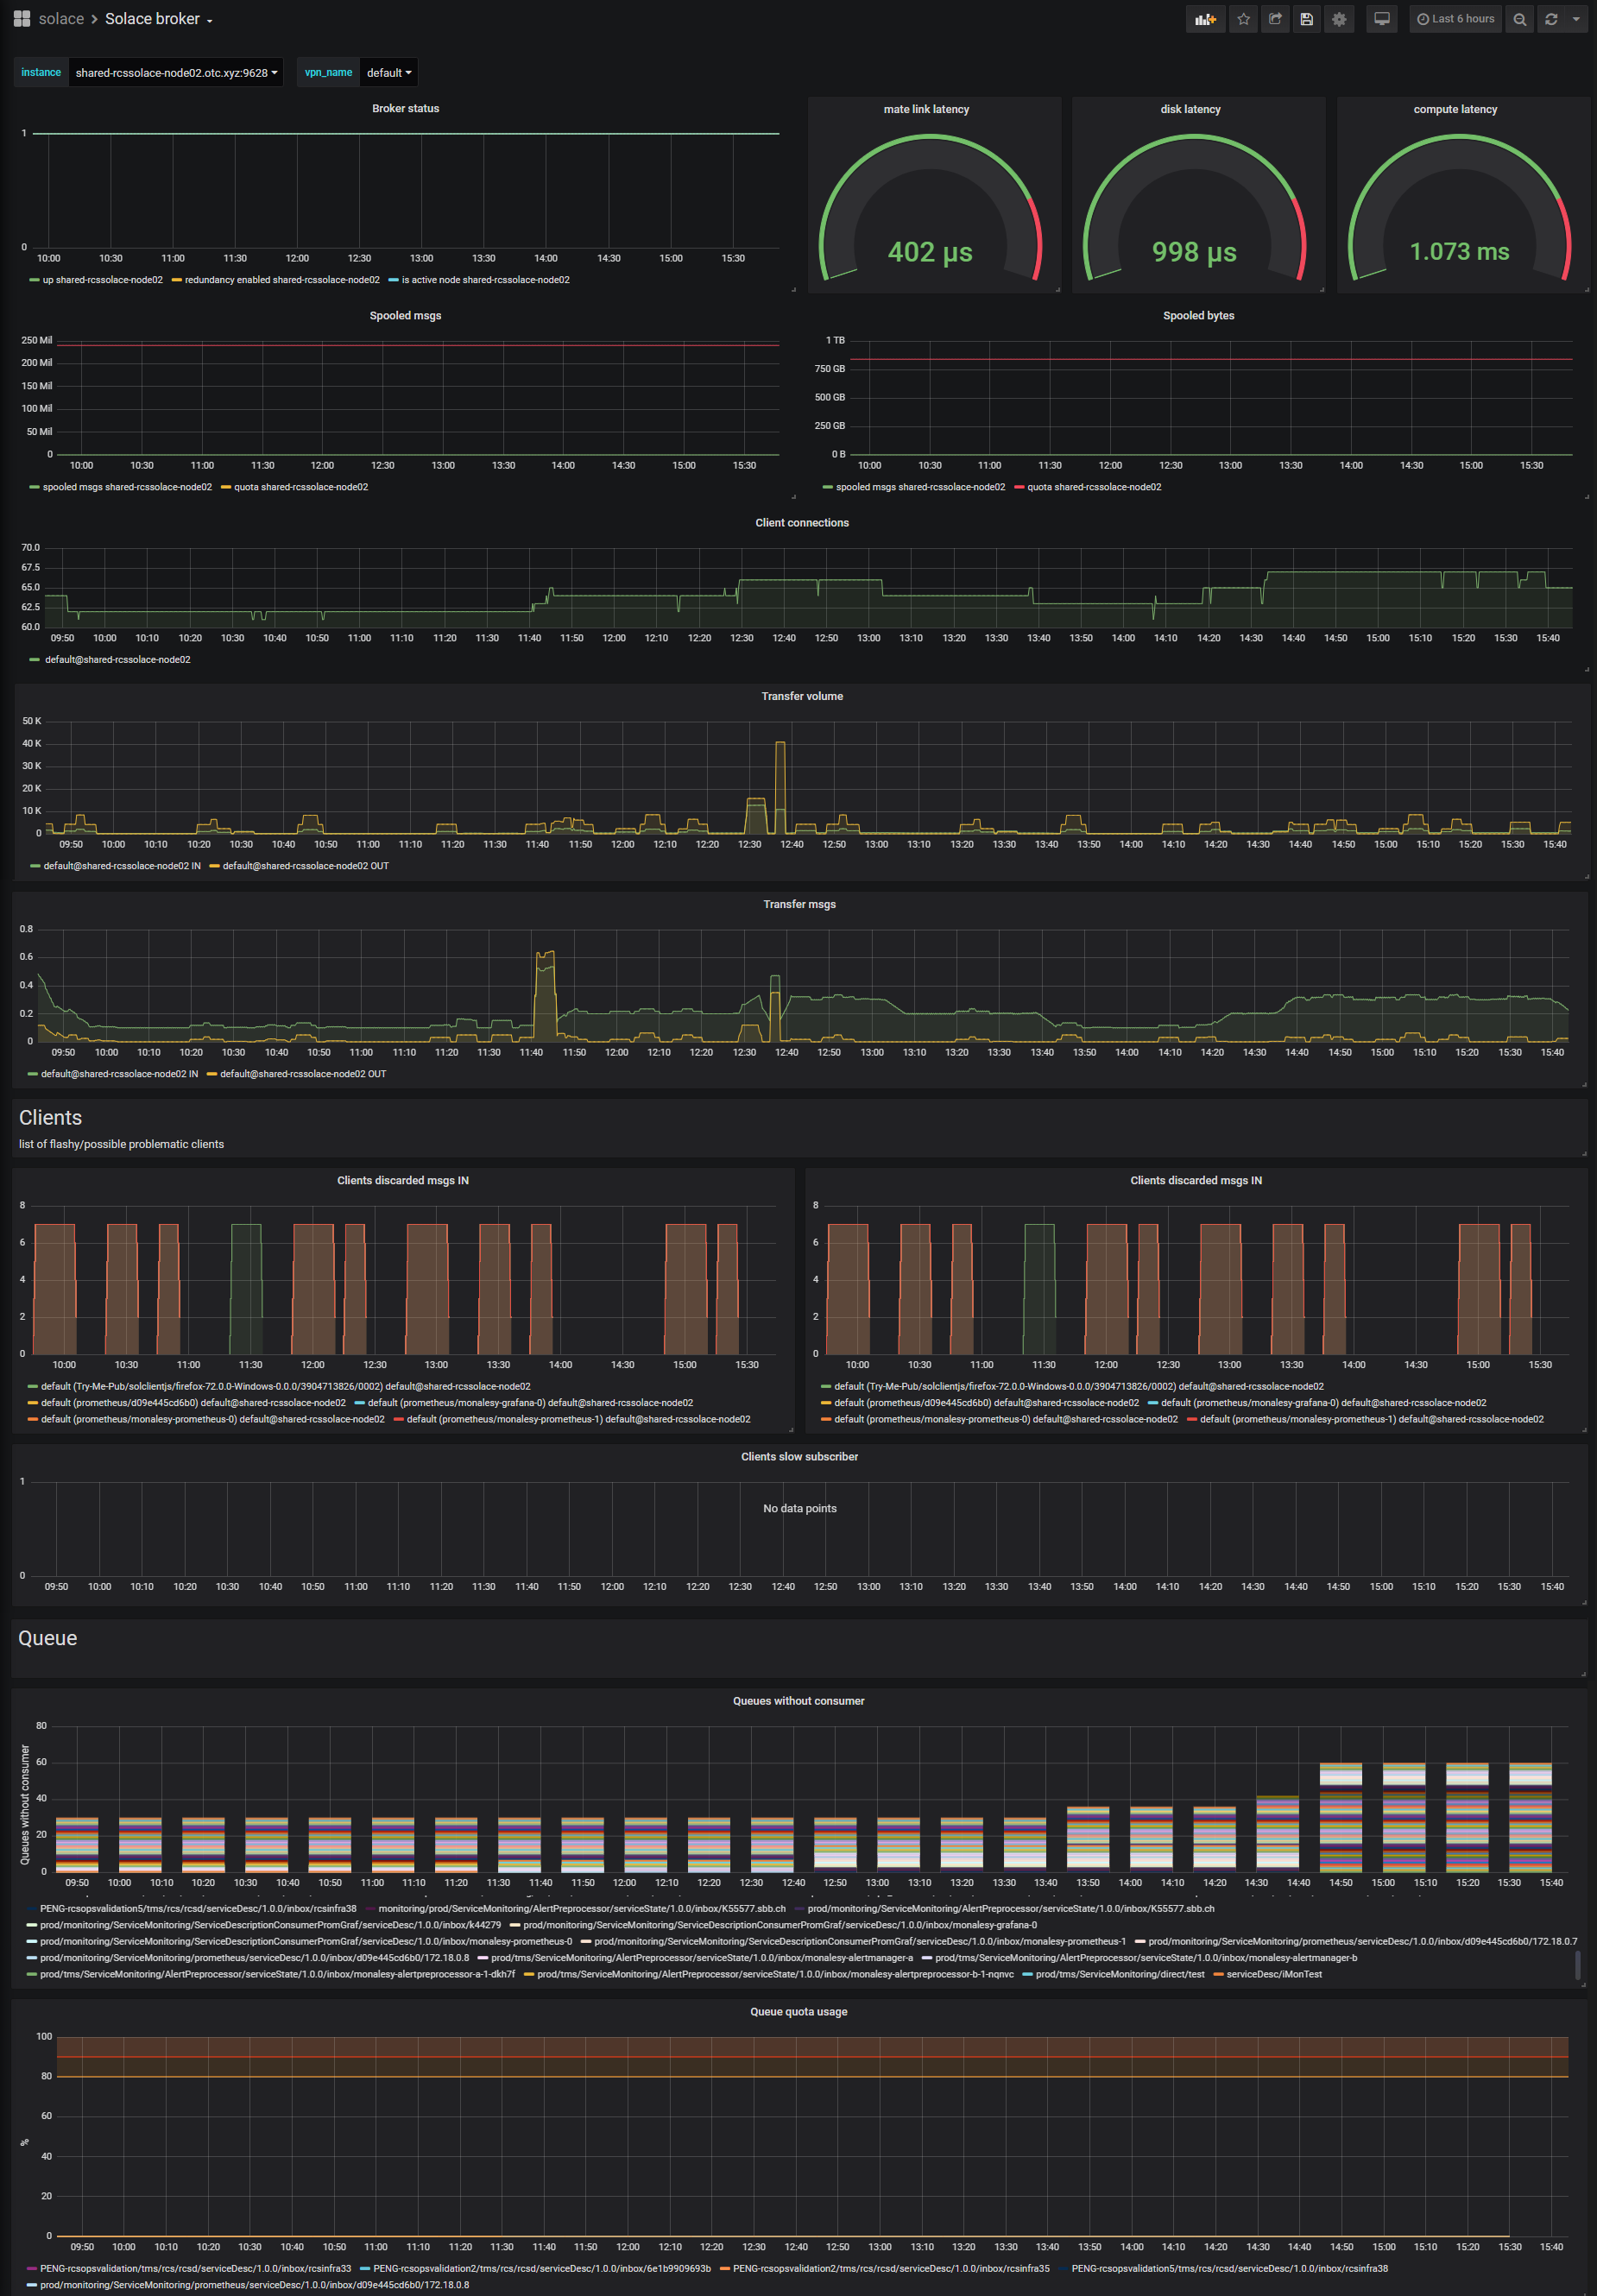 solace > Solace broker
Last 6 hours
instance shared-rcssolace-node02.otc.xyz:9628 vpn_name default
Broker status
1
0
10:00 10:30 11:00 11:30 12:00 12:30 13:00 13:30 14:00 14:30 15:00 15:30
up shared-rcssolace-node02 redundancy enabled shared-rcssolace-node02 is active node shared-rcssolace-node02
mate link latency
402 µs
disk latency
998 µs
compute latency
1.073 ms
Spooled msgs
250 Mil
200 Mil
150 Mil
100 Mil
50 Mil
0
10:00 10:30 11:00 11:30 12:00 12:30 13:00 13:30 14:00 14:30 15:00 15:30
spooled msgs shared-rcssolace-node02 quota shared-rcssolace-node02
Spooled bytes
1 TB
750 GB
500 GB
250 GB
0 B
10:00 10:30 11:00 11:30 12:00 12:30 13:00 13:30 14:00 14:30 15:00 15:30
spooled msgs shared-rcssolace-node02 quota shared-rcssolace-node02
Client connections
70.0
67.5
65.0
62.5
60.0
09:50 10:00 10:10 10:20 10:30 10:40 10:50 11:00 11:10 11:20 11:30 11:40 11:50 12:00 12:10 12:20 12:30 12:40 12:50 13:00 13:10 13:20 13:30 13:40 13:50 14:00 14:10 14:20 14:30 14:40 14:50 15:00 15:10 15:20 15:30 15:40
default@shared-rcssolace-node02
Transfer volume
50 K
40 K
30 K
20 K
10 K
0
09:50 10:00 10:10 10:20 10:30 10:40 10:50 11:00 11:10 11:20 11:30 11:40 11:50 12:00 12:10 12:20 12:30 12:40 12:50 13:00 13:10 13:20 13:30 13:40 13:50 14:00 14:10 14:20 14:30 14:40 14:50 15:00 15:10 15:20 15:30 15:40
default@shared-rcssolace-node02 IN default@shared-rcssolace-node02 OUT
Transfer msgs
0.8
0.6
0.4
0.2
0
09:50 10:00 10:10 10:20 10:30 10:40 10:50 11:00 11:10 11:20 11:30 11:40 11:50 12:00 12:10 12:20 12:30 12:40 12:50 13:00 13:10 13:20 13:30 13:40 13:50 14:00 14:10 14:20 14:30 14:40 14:50 15:00 15:10 15:20 15:30 15:40
default@shared-rcssolace-node02 IN default@shared-rcssolace-node02 OUT
Clients
list of flashy/possible problematic clients
Clients discarded msgs IN
8
6
4
2
0
10:00 10:30 11:00 11:30 12:00 12:30 13:00 13:30 14:00 14:30 15:00 15:30
default (Try-Me-Pub/solclientjs/firefox-72.0.0-Windows-0.0.0/3904713826/0002) default@shared-rcssolace-node02
default (prometheus/d09e445cd6b0) default@shared-rcssolace-node02 default (prometheus/monalesy-grafana-0) default@shared-rcssolace-node02
default (prometheus/monalesy-prometheus-0) default@shared-rcssolace-node02 default (prometheus/monalesy-prometheus-1) default@shared-rcssolace-node02
Clients discarded msgs IN
8
6
4
2
0
10:00 10:30 11:00 11:30 12:00 12:30 13:00 13:30 14:00 14:30 15:00 15:30
default (Try-Me-Pub/solclientjs/firefox-72.0.0-Windows-0.0.0/3904713826/0002) default@shared-rcssolace-node02
default (prometheus/d09e445cd6b0) default@shared-rcssolace-node02 default (prometheus/monalesy-grafana-0) default@shared-rcssolace-node02
default (prometheus/monalesy-prometheus-0) default@shared-rcssolace-node02 default (prometheus/monalesy-prometheus-1) default@shared-rcssolace-node02
Clients slow subscriber
1
No data points
0
09:50 10:00 10:10 10:20 10:30 10:40 10:50 11:00 11:10 11:20 11:30 11:40 11:50 12:00 12:10 12:20 12:30 12:40 12:50 13:00 13:10 13:20 13:30 13:40 13:50 14:00 14:10 14:20 14:30 14:40 14:50 15:00 15:10 15:20 15:30 15:40
Queue
Queues without consumer
Queues without consumer
80
60
40
20
0
09:50 10:00 10:10 10:20 10:30 10:40 10:50 11:00 11:10 11:20 11:30 11:40 11:50 12:00 12:10 12:20 12:30 12:40 12:50 13:00 13:10 13:20 13:30 13:40 13:50 14:00 14:10 14:20 14:30 14:40 14:50 15:00 15:10 15:20 15:30 15:40
PENG-rcsopsvalidation5/tms/rcs/rcsd/serviceDesc/1.0.0/inbox/rcsinfra38 monitoring/prod/ServiceMonitoring/AlertPreprocessor/serviceState/1.0.0/inbox/K55577.sbb.ch prod/monitoring/ServiceMonitoring/AlertPreprocessor/serviceState/1.0.0/inbox/K55577.sbb.ch
prod/monitoring/ServiceMonitoring/ServiceDescriptionConsumerPromGraf/serviceDesc/1.0.0/inbox/k44279 prod/monitoring/ServiceMonitoring/ServiceDescriptionConsumerPromGraf/serviceDesc/1.0.0/inbox/monalesy-grafana-0
prod/monitoring/ServiceMonitoring/ServiceDescriptionConsumerPromGraf/serviceDesc/1.0.0/inbox/monalesy-prometheus-0 prod/monitoring/ServiceMonitoring/ServiceDescriptionConsumerPromGraf/serviceDesc/1.0.0/inbox/monalesy-prometheus-1 prod/monitoring/ServiceMonitoring/prometheus/serviceDesc/1.0.0/inbox/d09e445cd6b0/172.18.0.7
prod/monitoring/ServiceMonitoring/prometheus/serviceDesc/1.0.0/inbox/d09e445cd6b0/172.18.0.8 prod/tms/ServiceMonitoring/AlertPreprocessor/serviceState/1.0.0/inbox/monalesy-alertmanager-a prod/tms/ServiceMonitoring/AlertPreprocessor/serviceState/1.0.0/inbox/monalesy-alertmanager-b
prod/tms/ServiceMonitoring/AlertPreprocessor/serviceState/1.0.0/inbox/monalesy-alertpreprocessor-a-1-dkh7f prod/tms/ServiceMonitoring/AlertPreprocessor/serviceState/1.0.0/inbox/monalesy-alertpreprocessor-b-1-nqnvc prod/tms/ServiceMonitoring/direct/test serviceDesc/iMonTest
Queue quota usage
100
80
60
40
20
0
%
09:50 10:00 10:10 10:20 10:30 10:40 10:50 11:00 11:10 11:20 11:30 11:40 11:50 12:00 12:10 12:20 12:30 12:40 12:50 13:00 13:10 13:20 13:30 13:40 13:50 14:00 14:10 14:20 14:30 14:40 14:50 15:00 15:10 15:20 15:30 15:40
PENG-rcsopsvalidation/tms/rcs/rcsd/serviceDesc/1.0.0/inbox/rcsinfra33 PENG-rcsopsvalidation2/tms/rcs/rcsd/serviceDesc/1.0.0/inbox/6e1b9909693b PENG-rcsopsvalidation2/tms/rcs/rcsd/serviceDesc/1.0.0/inbox/rcsinfra35 PENG-rcsopsvalidation5/tms/rcs/rcsd/serviceDesc/1.0.0/inbox/rcsinfra38
prod/monitoring/ServiceMonitoring/prometheus/serviceDesc/1.0.0/inbox/d09e445cd6b0/172.18.0.8